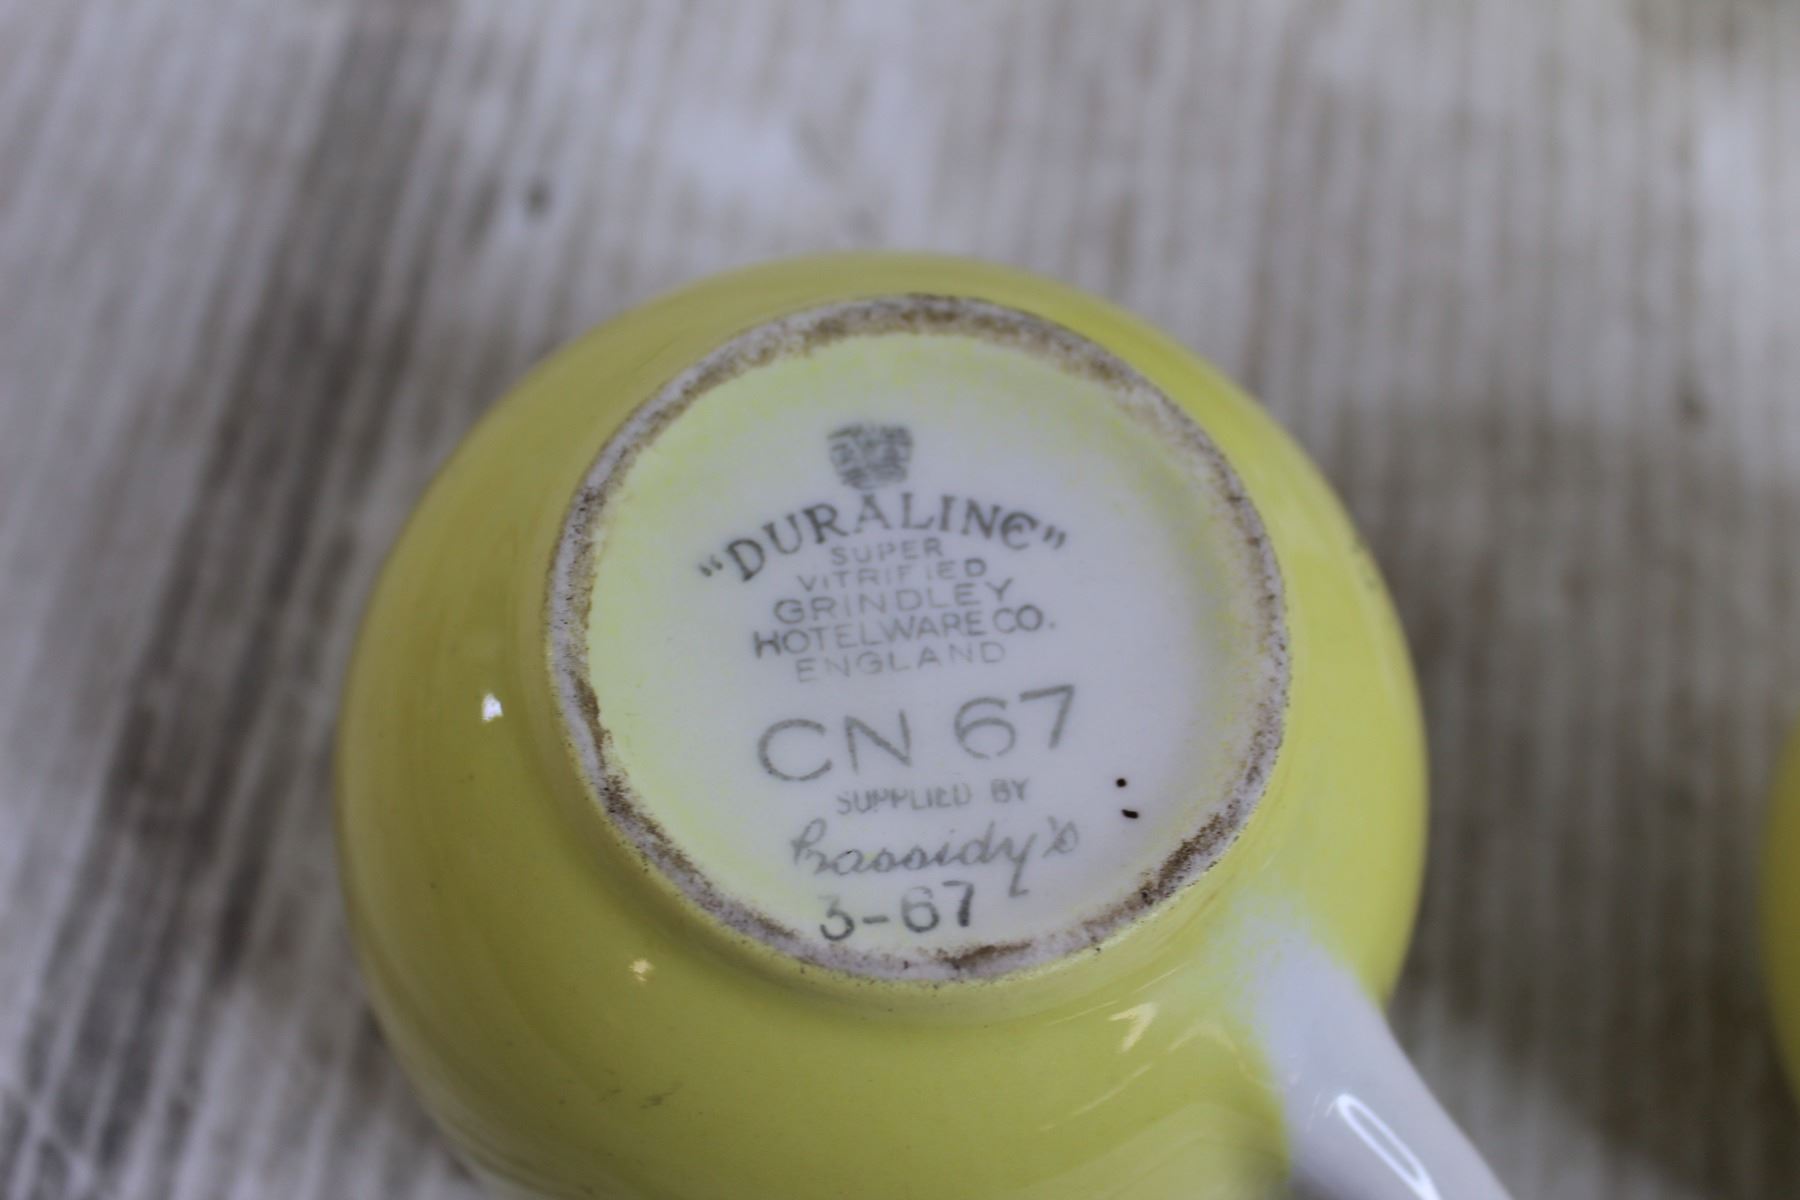 "DURALINE"
SUPER
VITRIFIED
GRINDLEY
HOTELWARE CO.
ENGLAND
CN 67
SUPPLIED BY
Cassidy's
3-67